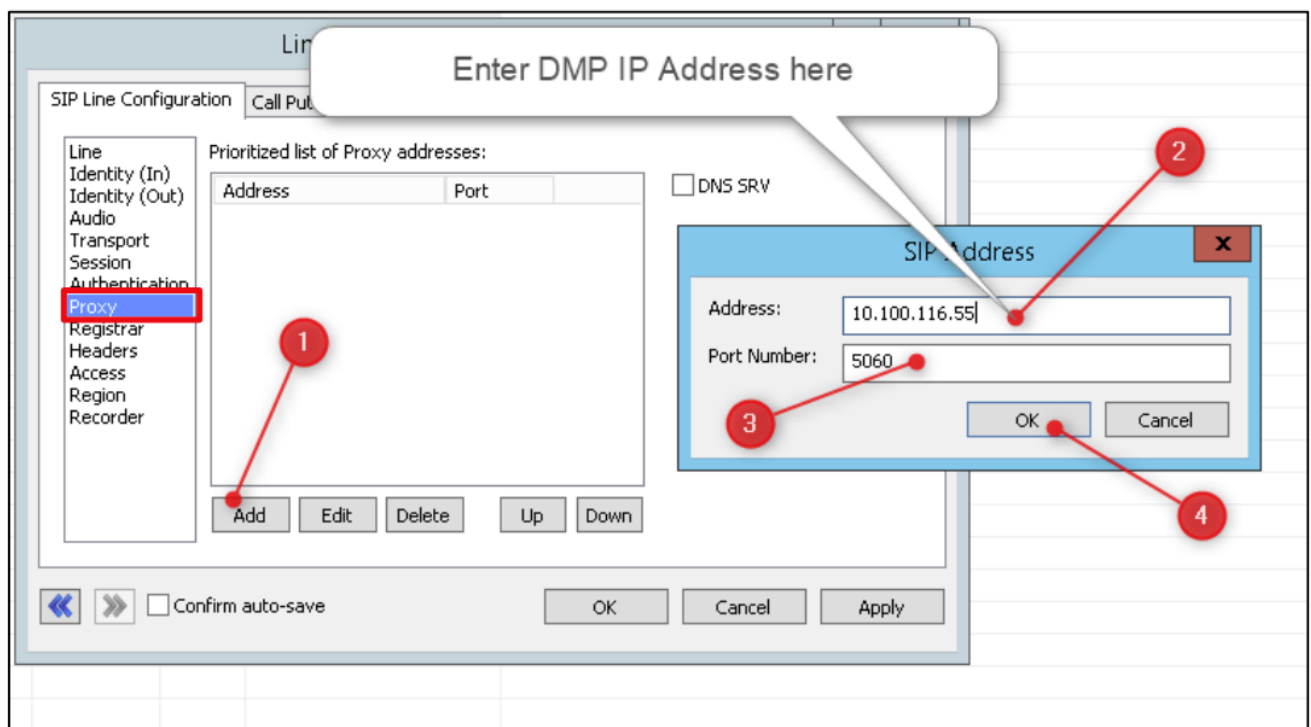 Enter DMP IP Address here
SIP Line Configuration
Line
Identity (In)
Identity (Out)
Audio
Transport
Session
Authentication
Proxy
Registrar
Headers
Access
Region
Recorder
Prioritized list of Proxy addresses:
Address Port
DNS SRV
1
Add Edit Delete Up Down
2
SIP Address
x
Address: 10.100.116.55
Port Number: 5060
3
OK Cancel
4
Confirm auto-save
OK Cancel Apply